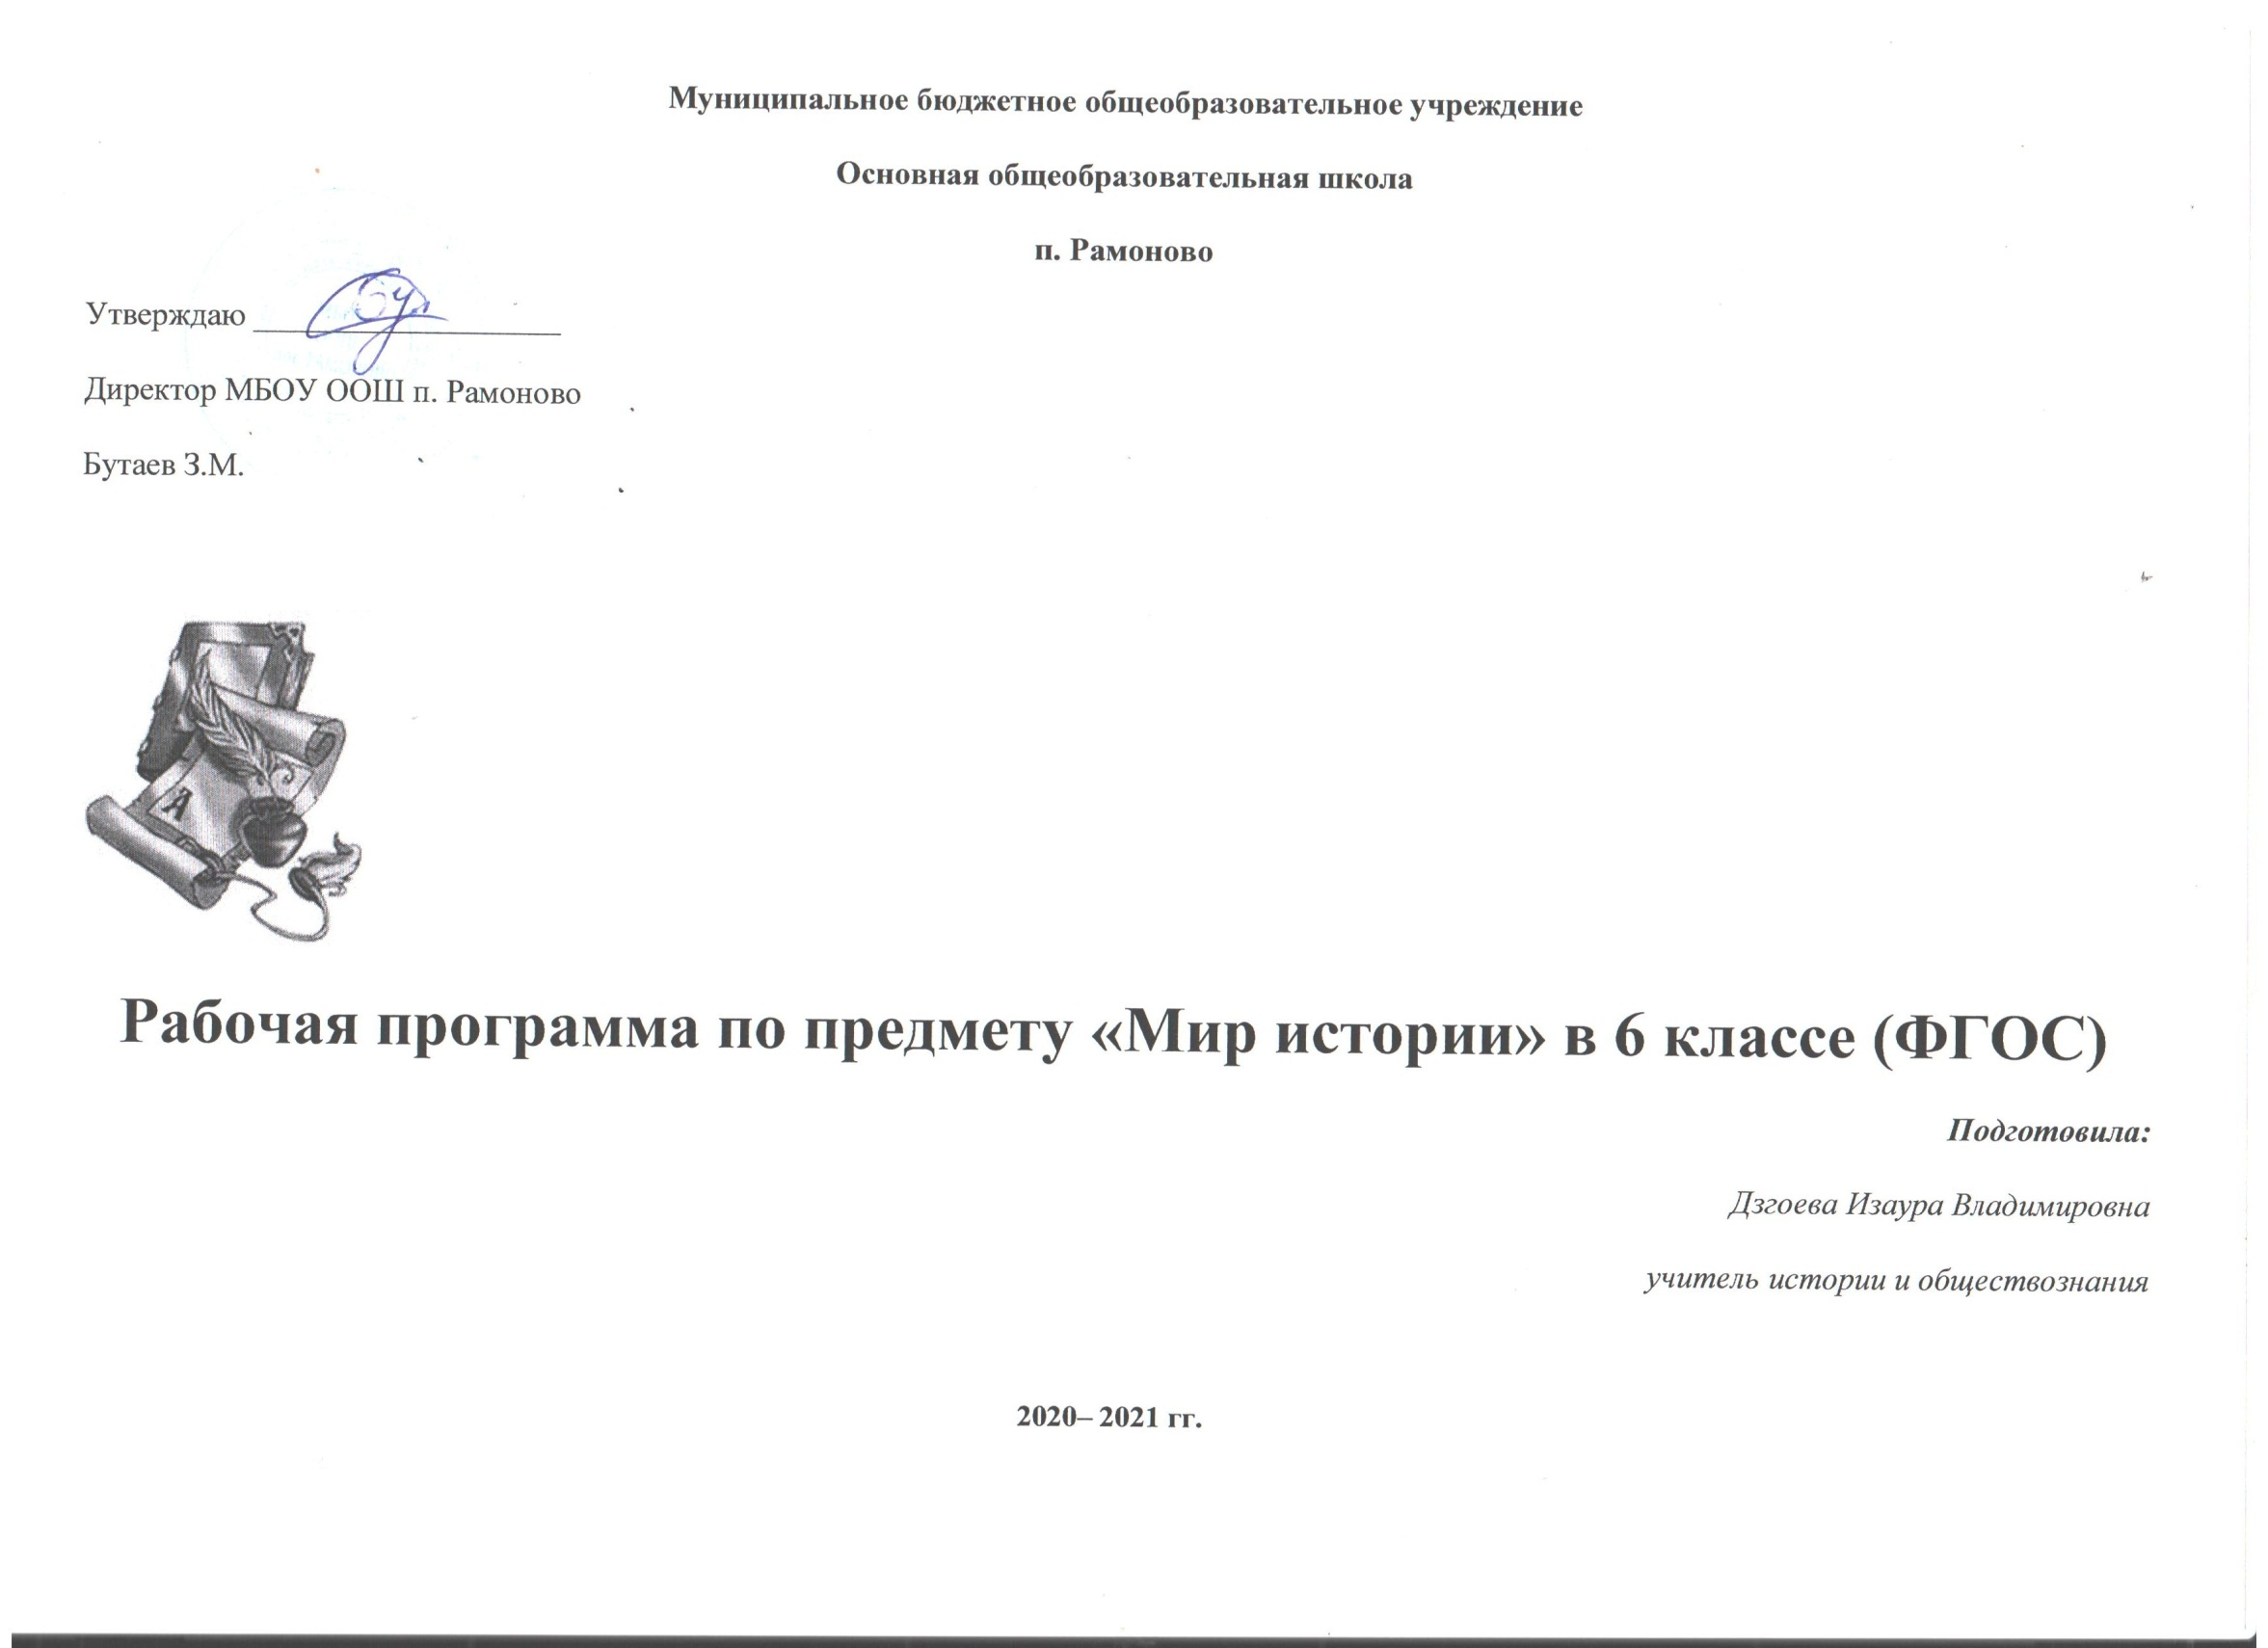 Муниципальное бюджетное общеобразовательное учреждение
Основная общеобразовательная школа
п. Рамоново
Утверждаю
Директор МБОУ ООШ п. Рамоново
Бутаев З.М.
А
Рабочая программа по предмету «Мир истории» в 6 классе (ФГОС)
Подготовила:
Дзгоева Изаура Владимировна
учитель истории и обществознания
2020– 2021 гг.